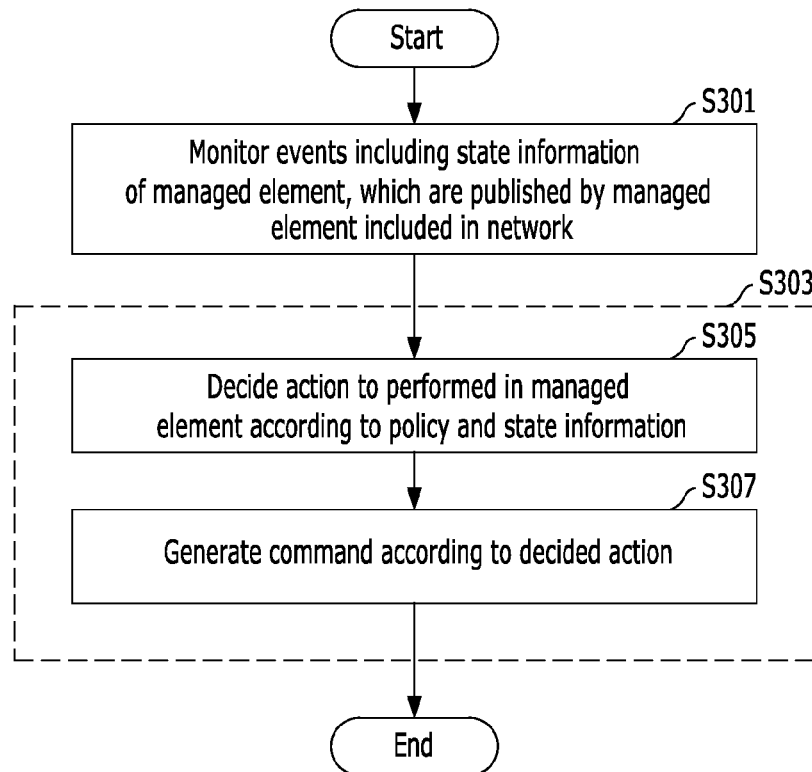 Start
S301
Monitor events including state information
of managed element, which are published by managed
element included in network
S303
S305
Decide action to performed in managed
element according to policy and state information
S307
Generate command according to decided action
End